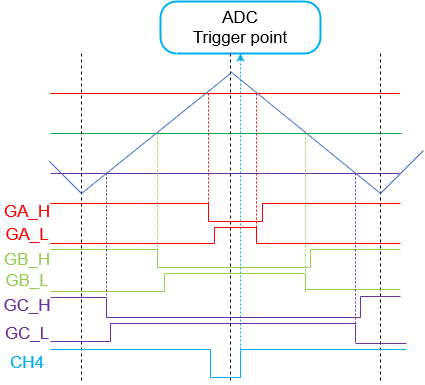 ADC
Trigger point
GA_H
GA_L
GB_H
GB_L
GC_H
GC_L
CH4